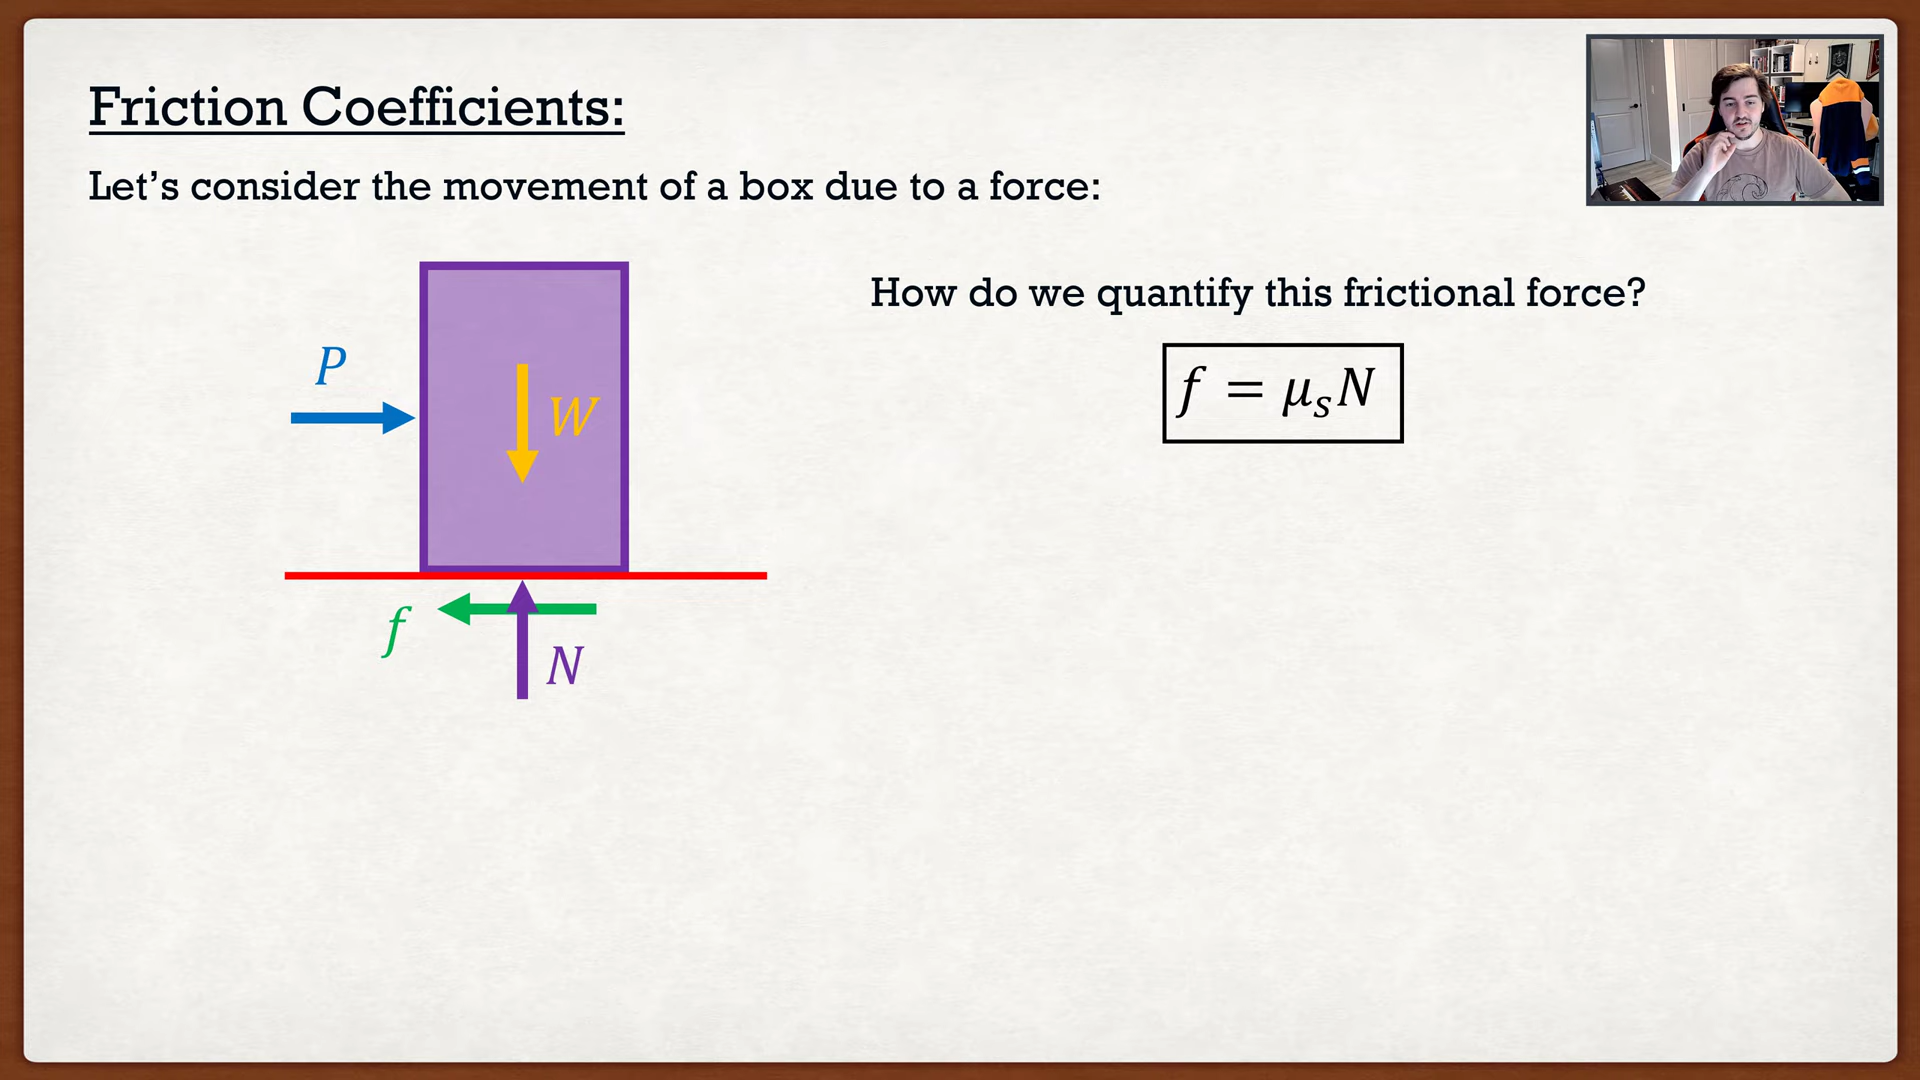 Friction Coefficients:
Let's consider the movement of a box due to a force:
How do we quantify this frictional force?
f = μₛN
P
W
f
N